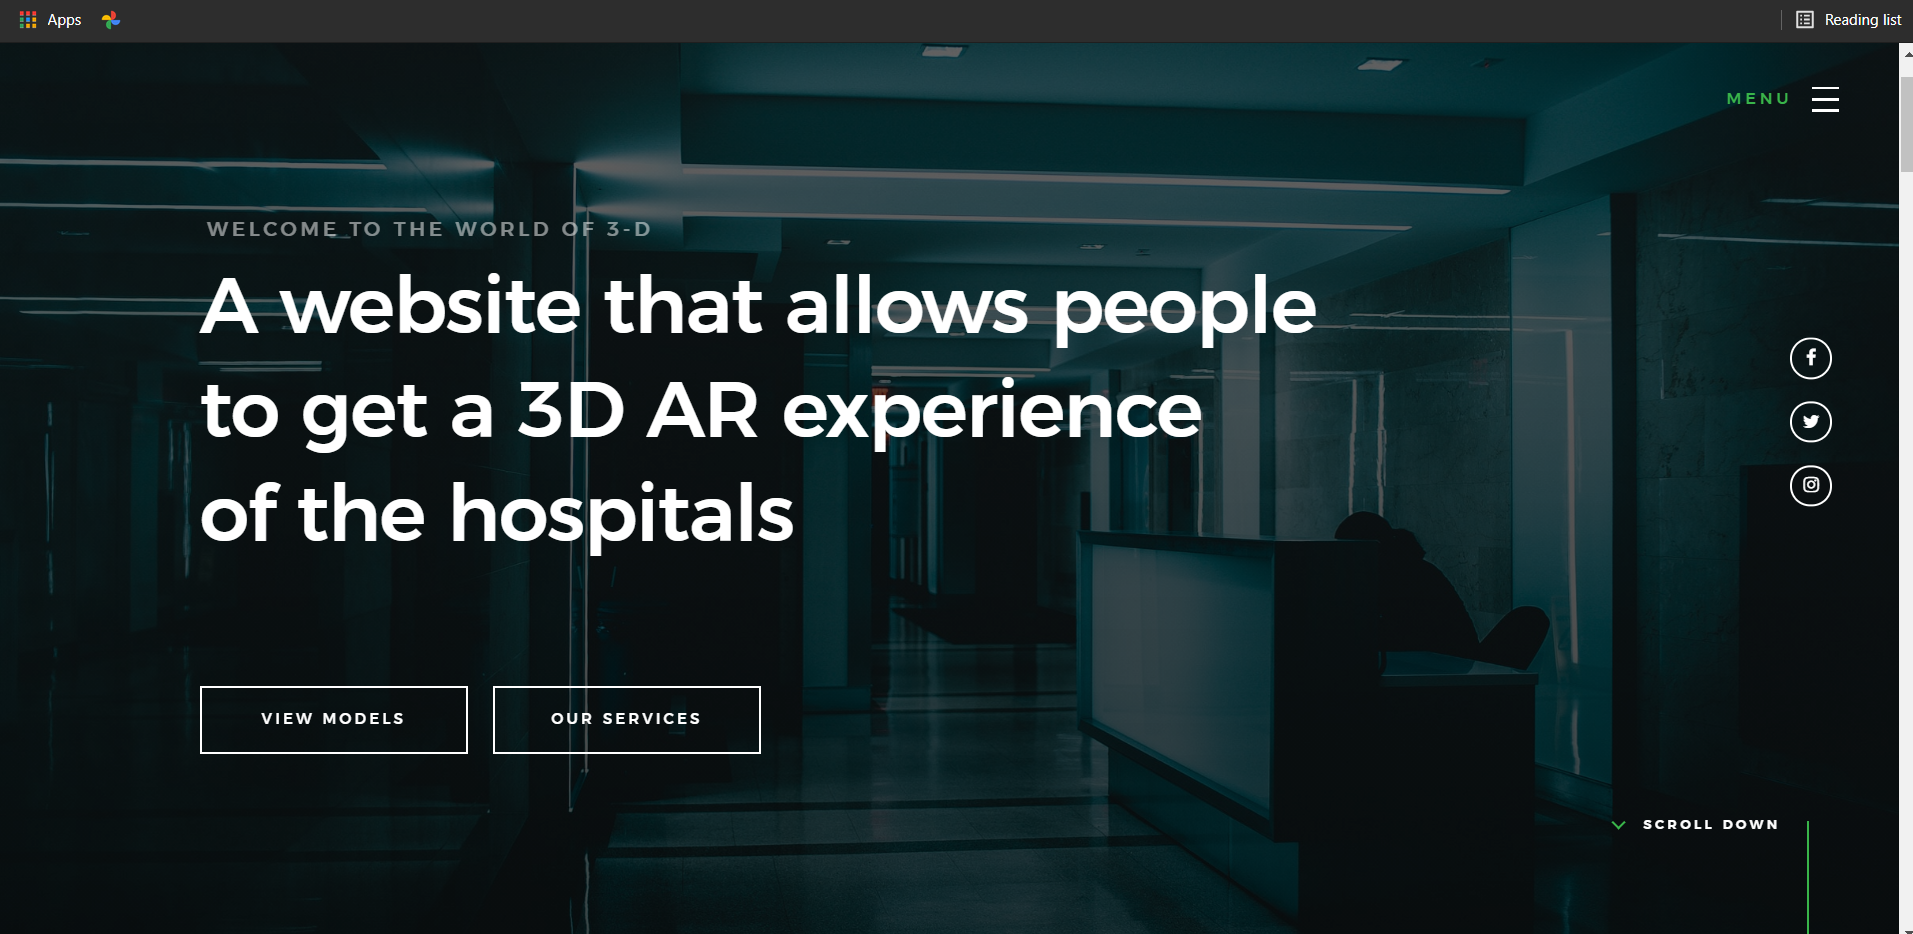 Apps
Reading list
MENU
WELCOME TO THE WORLD OF 3-D
A website that allows people
to get a 3D AR experience
of the hospitals
VIEW MODELS
OUR SERVICES
SCROLL DOWN